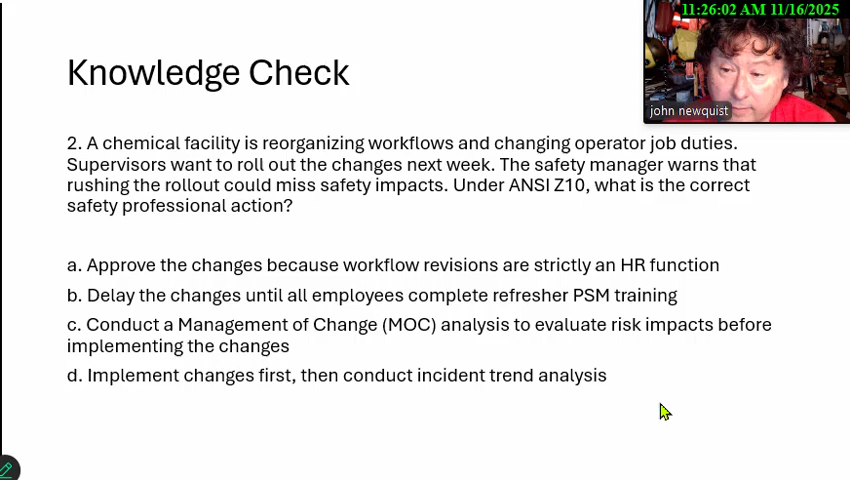 11:26:02 AM 11/16/2025
john newquist
Knowledge Check
2. A chemical facility is reorganizing workflows and changing operator job duties.
Supervisors want to roll out the changes next week. The safety manager warns that
rushing the rollout could miss safety impacts. Under ANSI Z10, what is the correct
safety professional action?
a. Approve the changes because workflow revisions are strictly an HR function
b. Delay the changes until all employees complete refresher PSM training
c. Conduct a Management of Change (MOC) analysis to evaluate risk impacts before
implementing the changes
d. Implement changes first, then conduct incident trend analysis